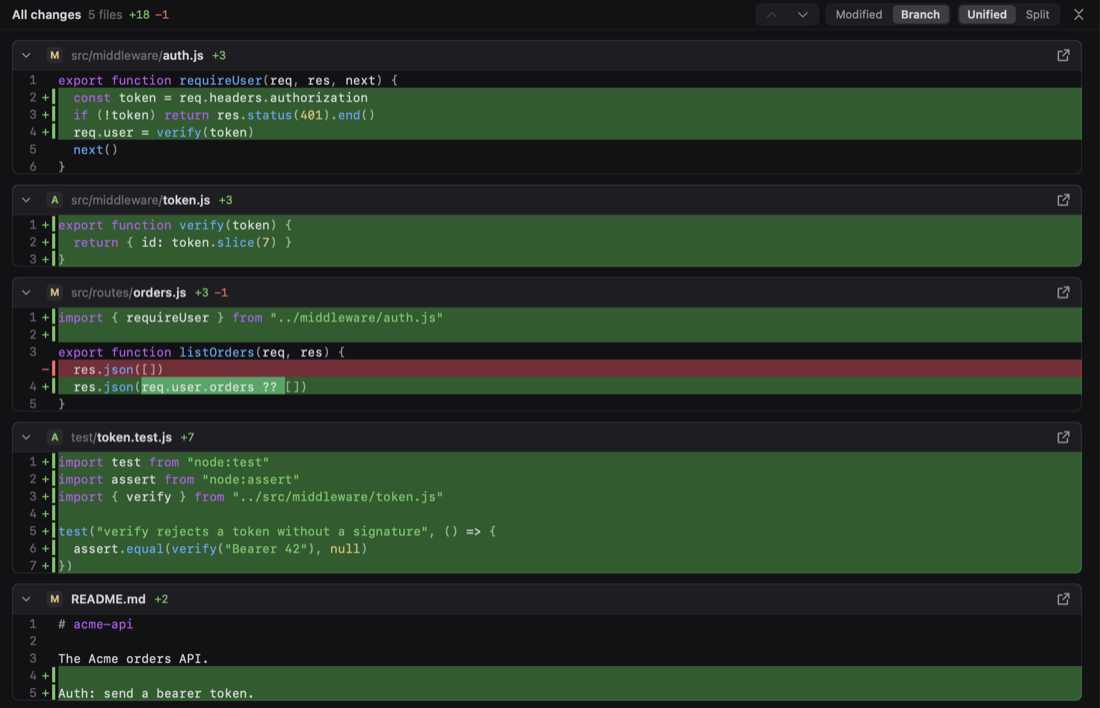 All changes 5 files +18 −1 Modified Branch Unified Split
M src/middleware/auth.js +3
1 export function requireUser(req, res, next) {
2 + const token = req.headers.authorization
3 + if (!token) return res.status(401).end()
4 + req.user = verify(token)
5 next()
6 }
A src/middleware/token.js +3
1 + export function verify(token) {
2 + return { id: token.slice(7) }
3 + }
M src/routes/orders.js +3 −1
1 + import { requireUser } from "../middleware/auth.js"
2 +
3 export function listOrders(req, res) {
− res.json([])
4 + res.json(req.user.orders ?? [])
5 }
A test/token.test.js +7
1 + import test from "node:test"
2 + import assert from "node:assert"
3 + import { verify } from "../src/middleware/token.js"
4 +
5 + test("verify rejects a token without a signature", () => {
6 + assert.equal(verify("Bearer 42"), null)
7 + })
M README.md +2
1 # acme-api
2
3 The Acme orders API.
4 +
5 + Auth: send a bearer token.